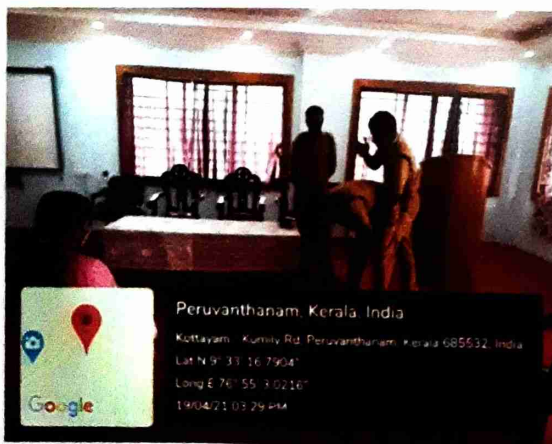 Peruvanthanam, Kerala, India
Kottayam - Kumily Rd, Peruvanthanam, Kerala 685532, India
Lat N 9° 33' 16.7904"
Long E 76° 55' 3.0216"
19/04/21 03:29 PM
Google